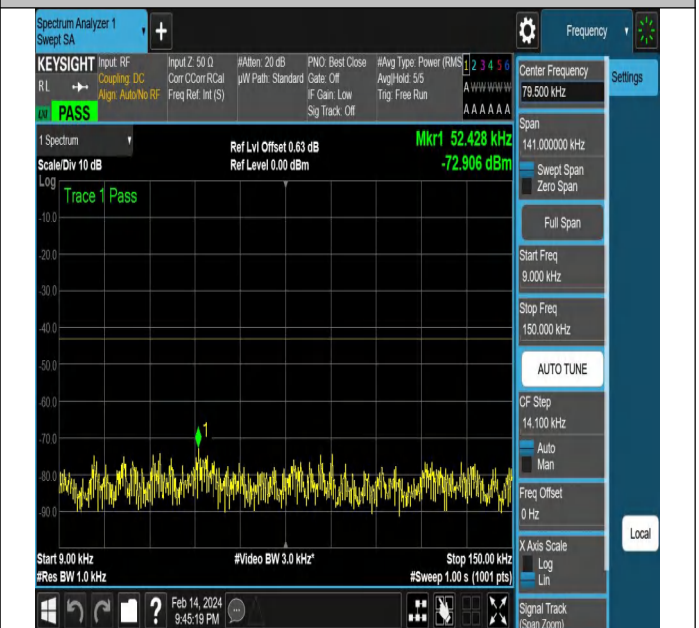 Spectrum Analyzer 1
Swept SA
+
Frequency
KEYSIGHT
RL
Input: RF
Coupling: DC
Align: Auto/No RF
Input Z: 50 Ω
Corr CCorr RCal
Freq Ref: Int (S)
#Atten: 20 dB
µW Path: Standard
PNO: Best Close
Gate: Off
IF Gain: Low
Sig Track: Off
#Avg Type: Power (RMS
Avg|Hold: 5/5
Trig: Free Run
1 2 3 4 5 6
A W W W W W
A A A A A A
PASS
1 Spectrum
Scale/Div 10 dB
Ref Lvl Offset 0.63 dB
Ref Level 0.00 dBm
Mkr1 52.428 kHz
-72.906 dBm
Log
Trace 1 Pass
-10.0
-20.0
-30.0
-40.0
-50.0
-60.0
-70.0
-80.0
-90.0
1
Start 9.00 kHz
#Res BW 1.0 kHz
#Video BW 3.0 kHz*
Stop 150.00 kHz
#Sweep 1.00 s (1001 pts)
?
Feb 14, 2024
9:45:19 PM
Center Frequency
79.500 kHz
Settings
Span
141.000000 kHz
Swept Span
Zero Span
Full Span
Start Freq
9.000 kHz
Stop Freq
150.000 kHz
AUTO TUNE
CF Step
14.100 kHz
Auto
Man
Freq Offset
0 Hz
Local
X Axis Scale
Log
Lin
Signal Track
(Span Zoom)